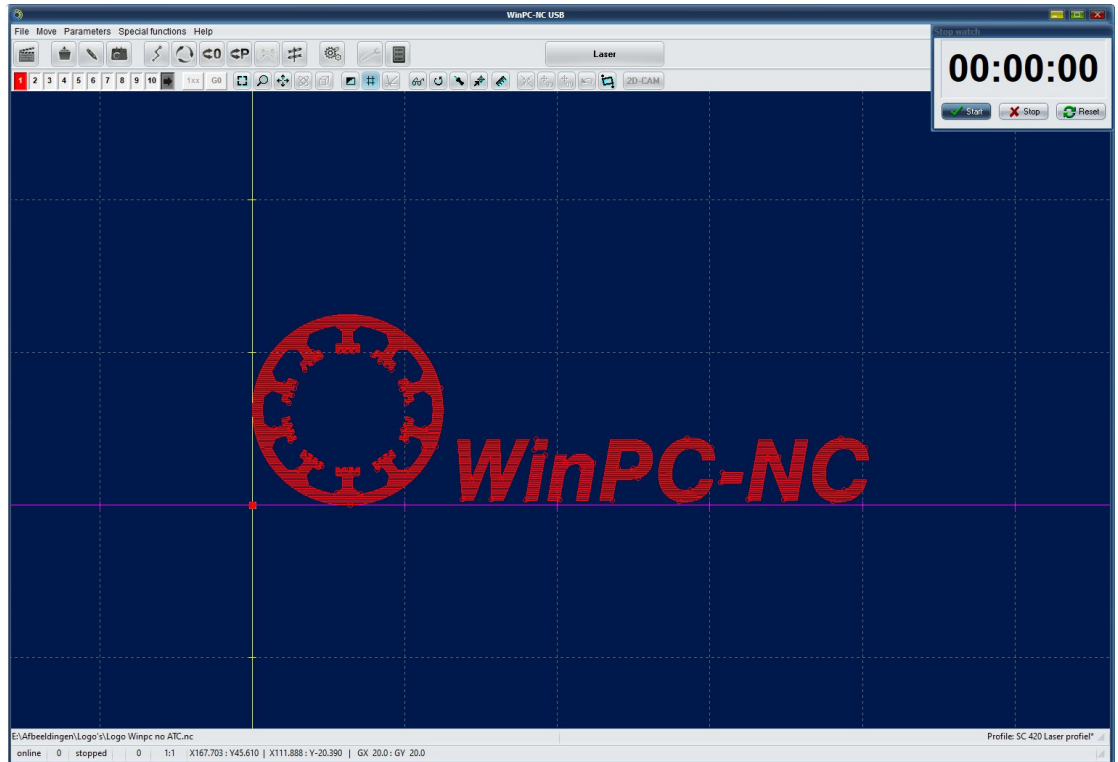 WinPC-NC USB
File Move Parameters Special functions Help
Stop watch
00:00:00
Start Stop Reset
0 P Laser
1 2 3 4 5 6 7 8 9 10 1xx G0 2D-CAM
WinPC-NC
E:\Afbeeldingen\Logo's\Logo Winpc no ATC.nc
Profile: SC 420 Laser profiel*
online 0 stopped 0 1:1 X167.703 : Y45.610 | X111.888 : Y-20.390 | GX 20.0 : GY 20.0